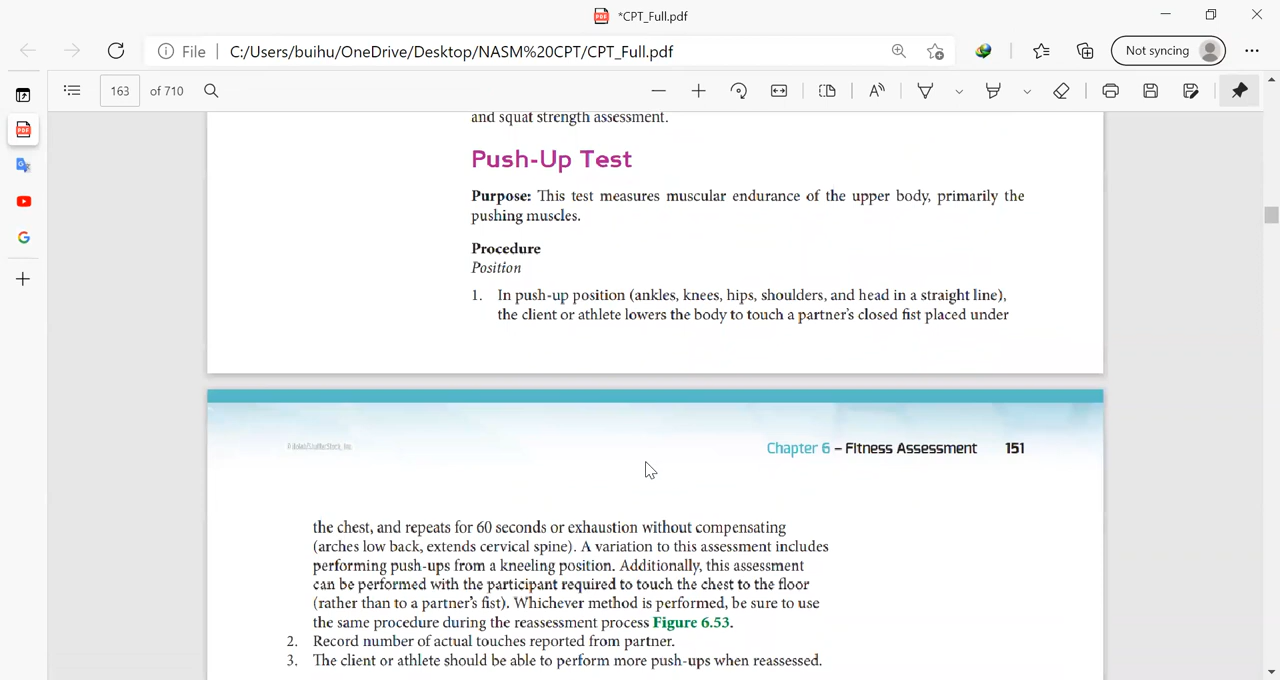 *CPT_Full.pdf
File
C:/Users/buihu/OneDrive/Desktop/NASM%20CPT/CPT_Full.pdf
Not syncing
163 of 710
and squat strength assessment.
Push-Up Test
Purpose: This test measures muscular endurance of the upper body, primarily the
pushing muscles.
Procedure
Position
1. In push-up position (ankles, knees, hips, shoulders, and head in a straight line),
the client or athlete lowers the body to touch a partner's closed fist placed under
Chapter 6 – Fitness Assessment 151
the chest, and repeats for 60 seconds or exhaustion without compensating
(arches low back, extends cervical spine). A variation to this assessment includes
performing push-ups from a kneeling position. Additionally, this assessment
can be performed with the participant required to touch the chest to the floor
(rather than to a partner's fist). Whichever method is performed, be sure to use
the same procedure during the reassessment process Figure 6.53.
2. Record number of actual touches reported from partner.
3. The client or athlete should be able to perform more push-ups when reassessed.